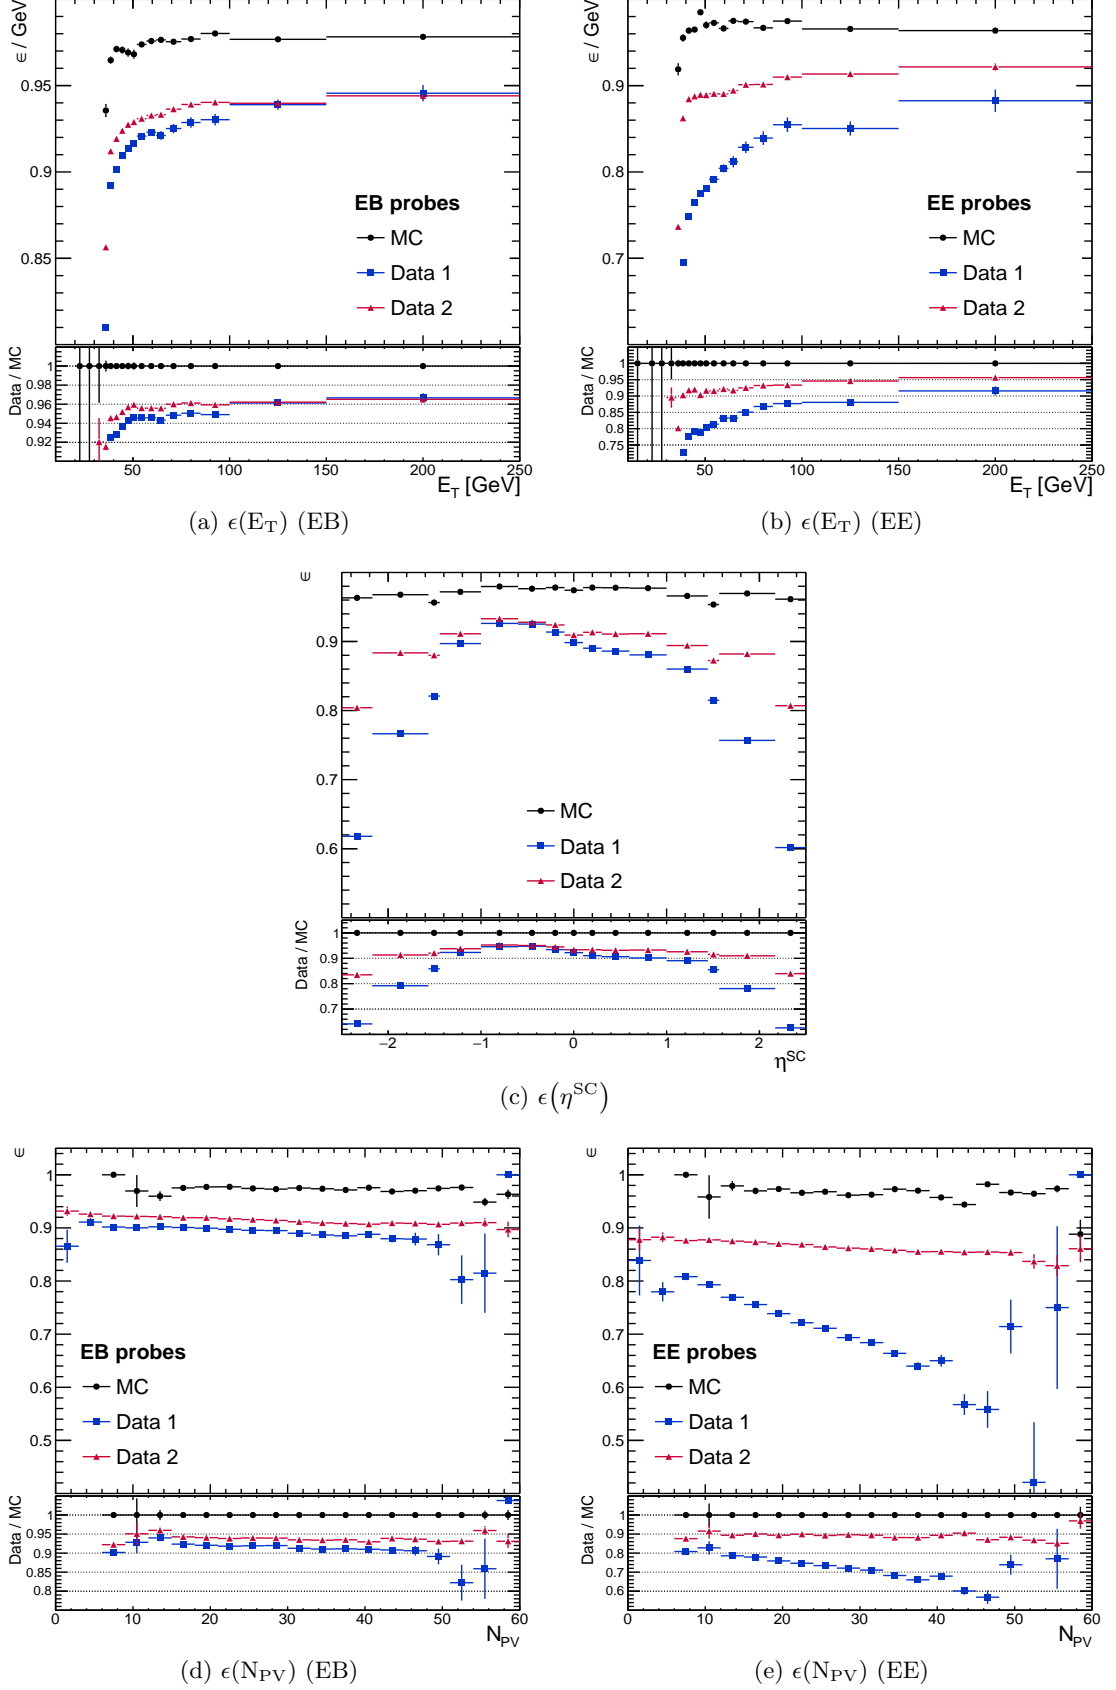 ϵ / GeV
0.95
0.9
0.85
EB probes
MC
Data 1
Data 2
Data / MC
1
0.98
0.96
0.94
0.92
50 100 150 200 250
E_T [GeV]
(a) ϵ(E_T) (EB)
ϵ / GeV
0.9
0.8
0.7
EE probes
MC
Data 1
Data 2
Data / MC
1
0.95
0.9
0.85
0.8
0.75
50 100 150 200 250
E_T [GeV]
(b) ϵ(E_T) (EE)
ϵ
0.9
0.8
0.7
0.6
MC
Data 1
Data 2
Data / MC
1
0.9
0.8
0.7
−2 −1 0 1 2
η^SC
(c) ϵ(η^SC)
ϵ
1
0.9
0.8
0.7
0.6
0.5
EB probes
MC
Data 1
Data 2
Data / MC
1
0.95
0.9
0.85
0.8
0 10 20 30 40 50 60
N_PV
(d) ϵ(N_PV) (EB)
ϵ
1
0.9
0.8
0.7
0.6
0.5
EE probes
MC
Data 1
Data 2
Data / MC
1
0.9
0.8
0.7
0.6
0 10 20 30 40 50 60
N_PV
(e) ϵ(N_PV) (EE)